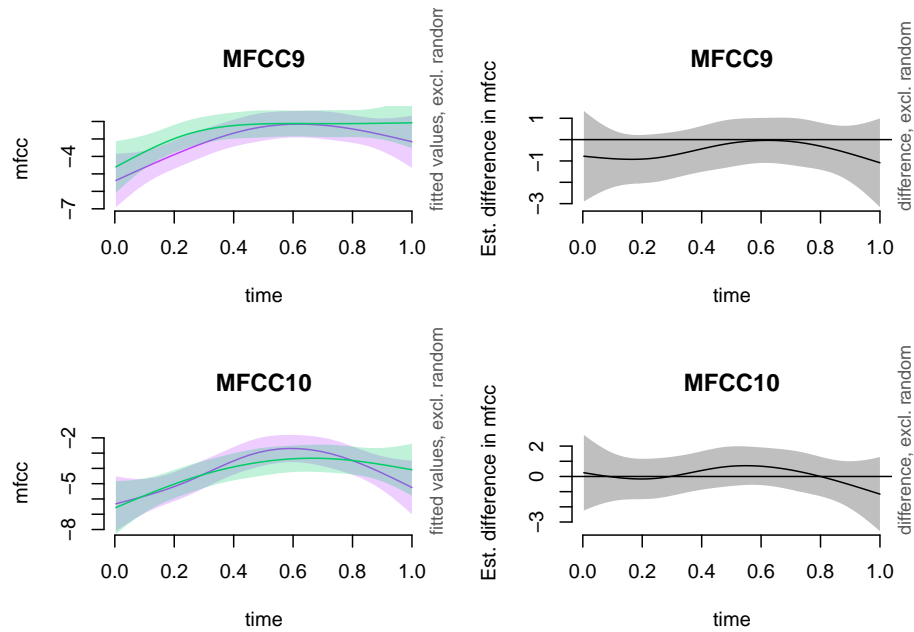 MFCC9
mfcc
−4
−7
0.0 0.2 0.4 0.6 0.8 1.0
time
fitted values, excl. random
MFCC9
Est. difference in mfcc
1
−1
−3
0.0 0.2 0.4 0.6 0.8 1.0
time
difference, excl. random
MFCC10
mfcc
−2
−5
−8
0.0 0.2 0.4 0.6 0.8 1.0
time
fitted values, excl. random
MFCC10
Est. difference in mfcc
2
0
−3
0.0 0.2 0.4 0.6 0.8 1.0
time
difference, excl. random